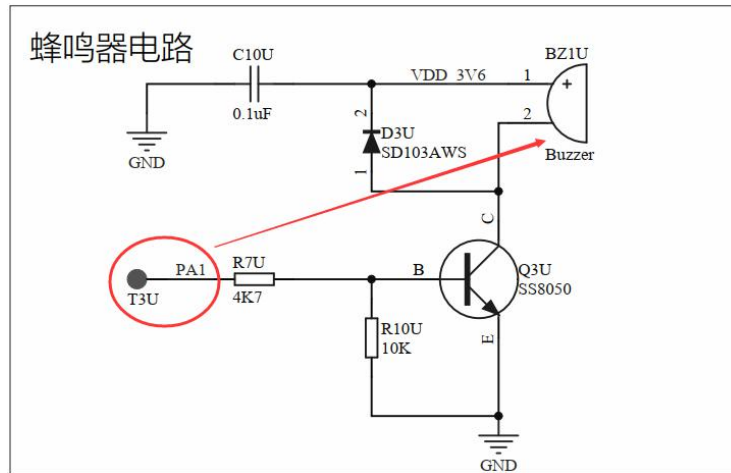 蜂鸣器电路
C10U
0.1uF
GND
VDD 3V6
BZ1U
1
2
Buzzer
2
D3U
SD103AWS
1
PA1
T3U
R7U
4K7
B
C
Q3U
SS8050
E
R10U
10K
GND